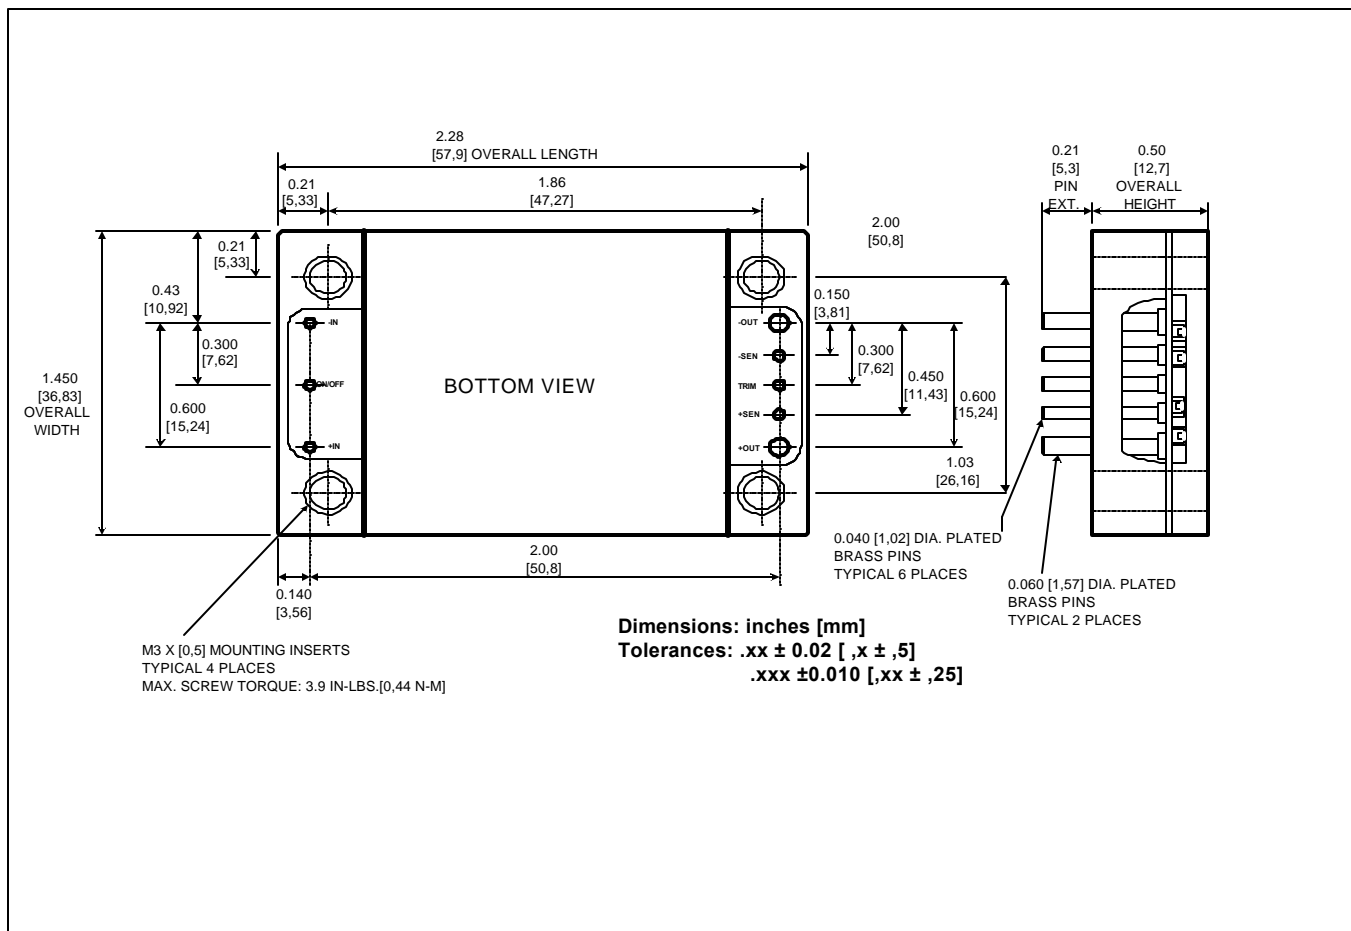 2.28
[57,9] OVERALL LENGTH
0.21
[5,33]
1.86
[47,27]
0.21
[5,3]
PIN
EXT.
0.50
[12,7]
OVERALL
HEIGHT
2.00
[50,8]
0.21
[5,33]
0.43
[10,92]
0.300
[7,62]
0.600
[15,24]
1.450
[36,83]
OVERALL
WIDTH
-IN
ON/OFF
+IN
BOTTOM VIEW
-OUT
-SEN
TRIM
+SEN
+OUT
0.150
[3,81]
0.300
[7,62]
0.450
[11,43]
0.600
[15,24]
1.03
[26,16]
2.00
[50,8]
0.140
[3,56]
0.040 [1,02] DIA. PLATED
BRASS PINS
TYPICAL 6 PLACES
0.060 [1,57] DIA. PLATED
BRASS PINS
TYPICAL 2 PLACES
M3 X [0,5] MOUNTING INSERTS
TYPICAL 4 PLACES
MAX. SCREW TORQUE: 3.9 IN-LBS.[0,44 N-M]
Dimensions: inches [mm]
Tolerances: .xx ± 0.02 [ ,x ± ,5]
.xxx ±0.010 [,xx ± ,25]